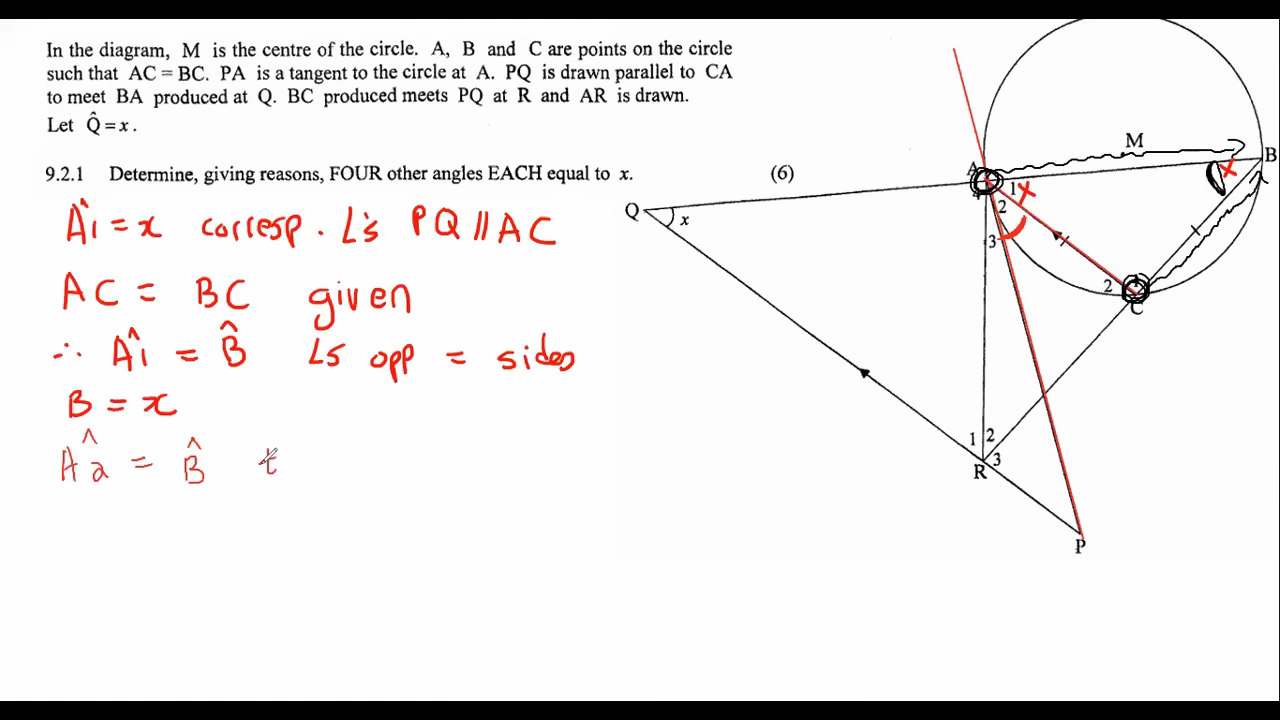 In the diagram, M is the centre of the circle. A, B and C are points on the circle
such that AC = BC. PA is a tangent to the circle at A. PQ is drawn parallel to CA
to meet BA produced at Q. BC produced meets PQ at R and AR is drawn.
Let Q̂ = x.
9.2.1 Determine, giving reasons, FOUR other angles EACH equal to x. (6)
Â1 = x corresp. ∠'s PQ // AC
AC = BC given
∴ Â1 = B̂ ∠s opp = sides
B = x
Â2 = B̂ t
M
A
B
1
x
x
2
Q
x
3
2
C
1 2
R 3
P